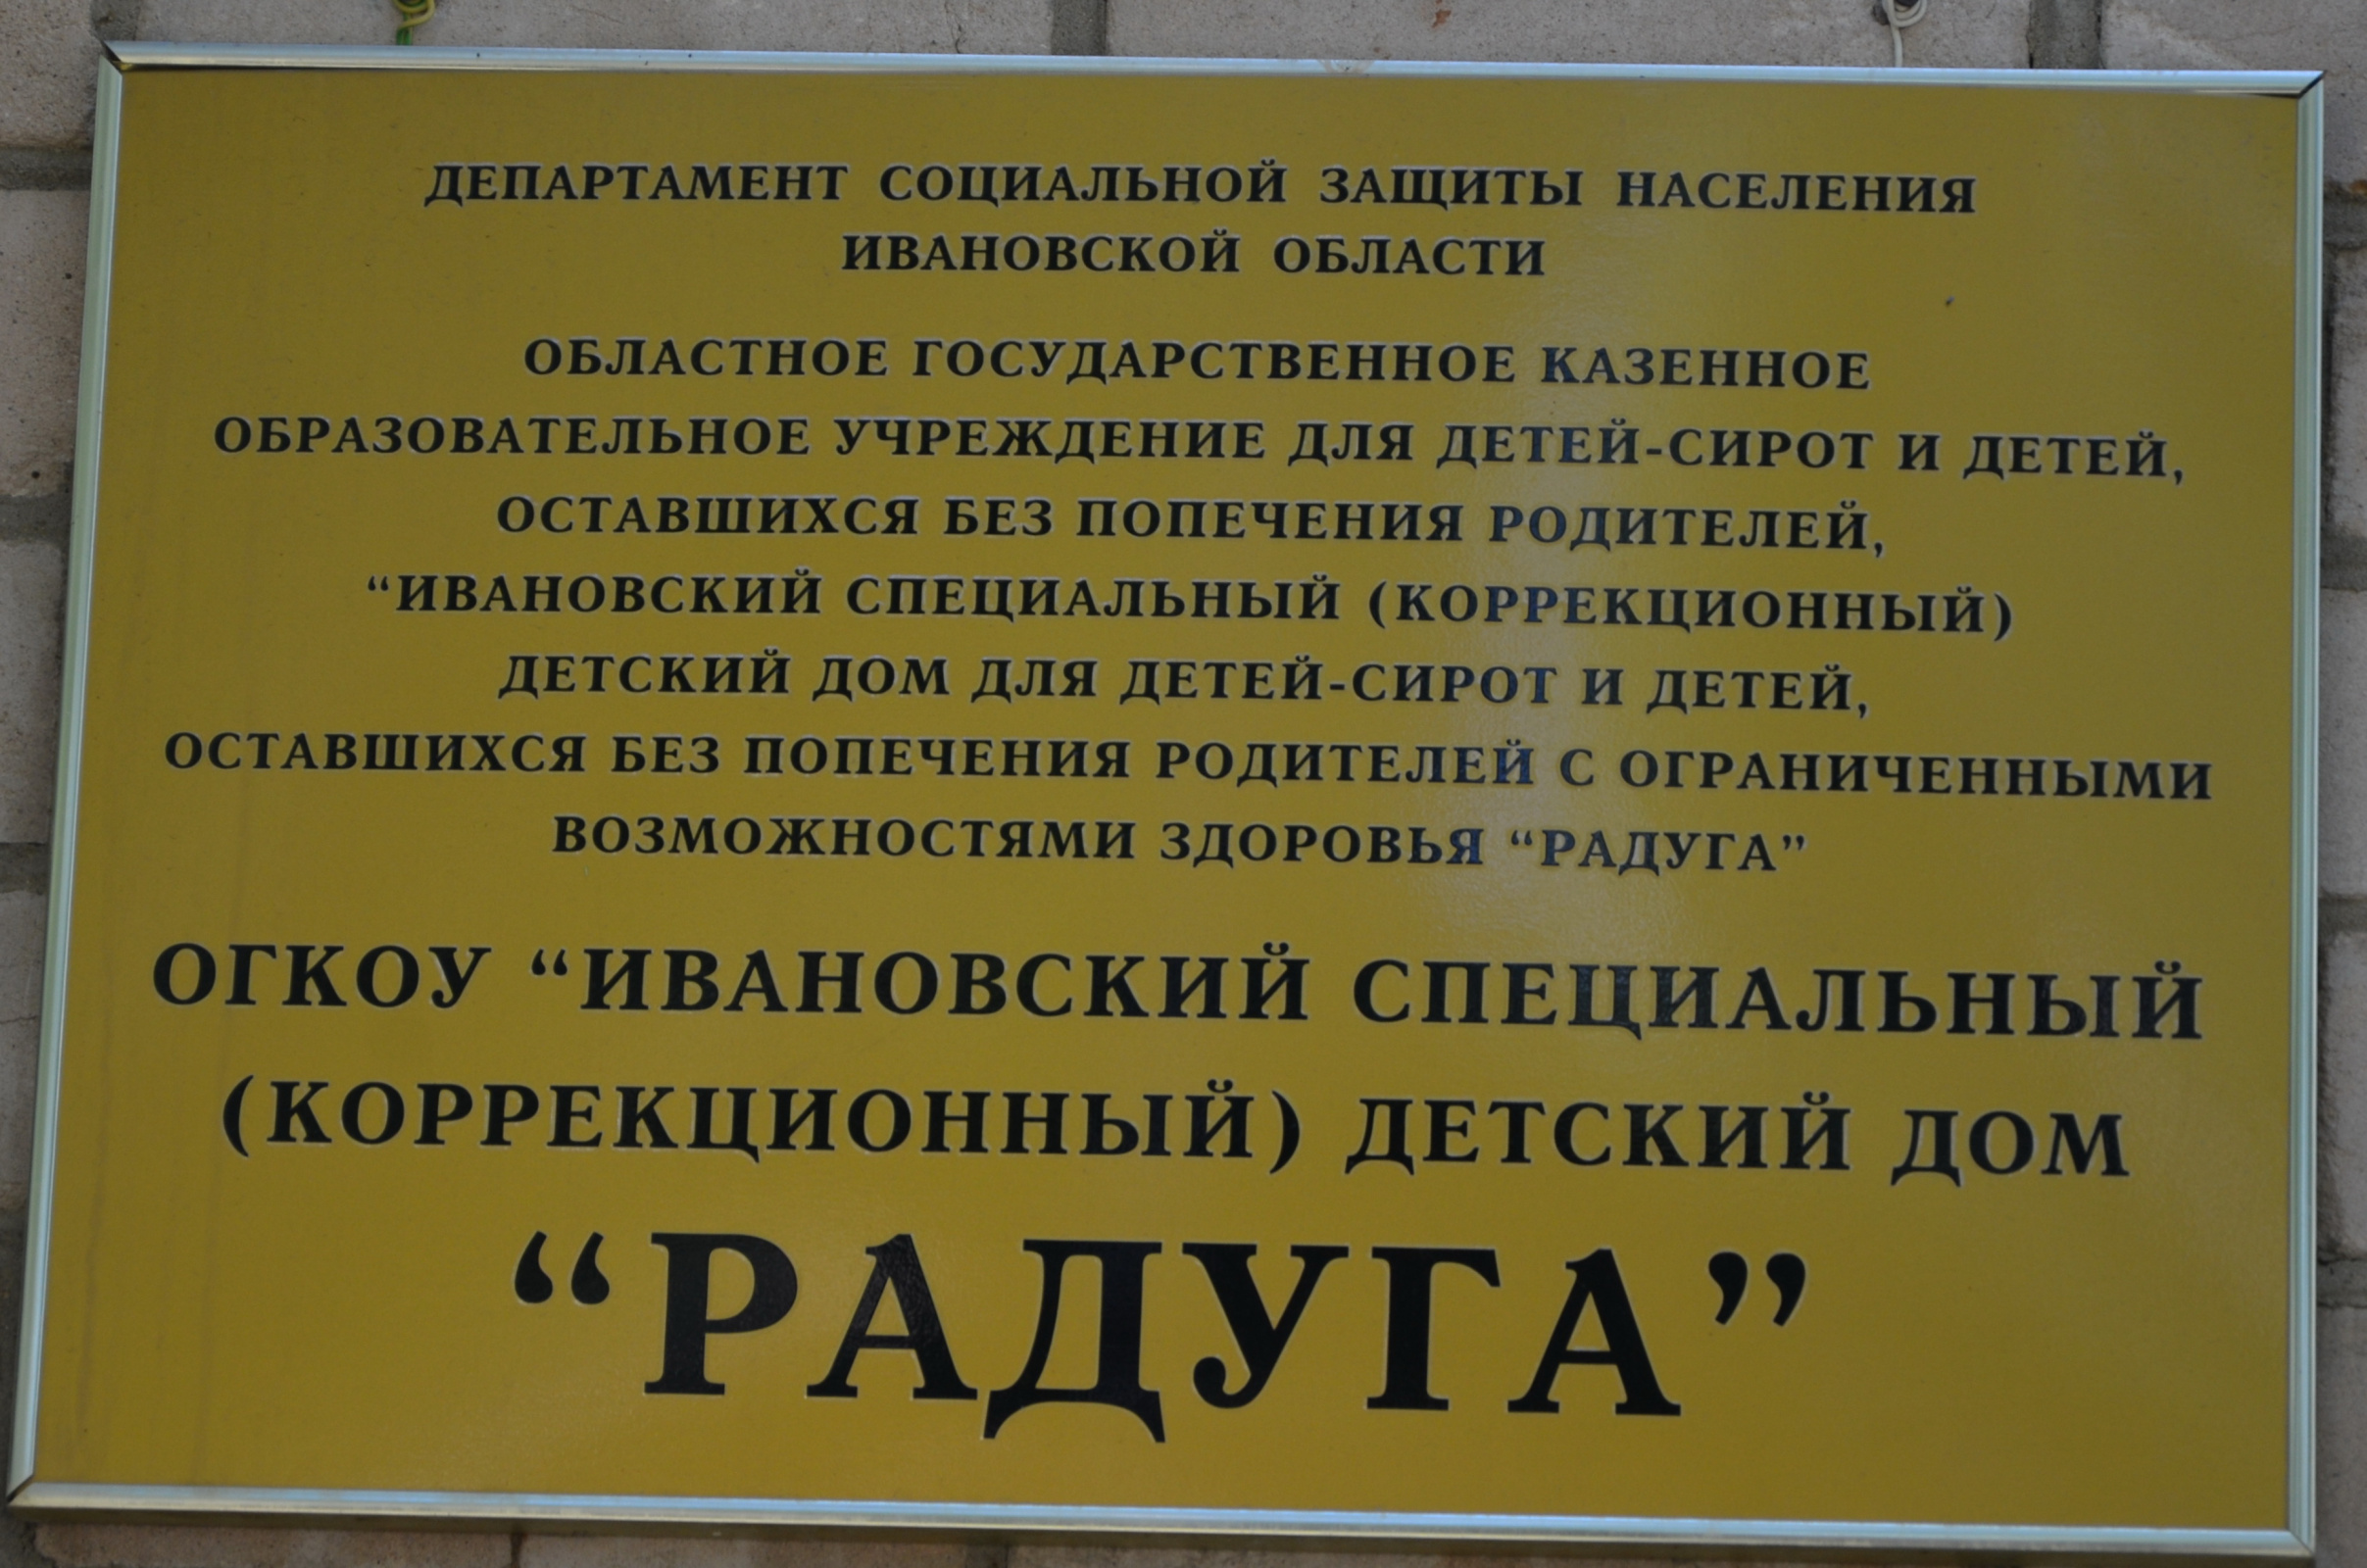 ДЕПАРТАМЕНТ СОЦИАЛЬНОЙ ЗАЩИТЫ НАСЕЛЕНИЯ
ИВАНОВСКОЙ ОБЛАСТИ
ОБЛАСТНОЕ ГОСУДАРСТВЕННОЕ КАЗЕННОЕ
ОБРАЗОВАТЕЛЬНОЕ УЧРЕЖДЕНИЕ ДЛЯ ДЕТЕЙ-СИРОТ И ДЕТЕЙ,
ОСТАВШИХСЯ БЕЗ ПОПЕЧЕНИЯ РОДИТЕЛЕЙ,
“ИВАНОВСКИЙ СПЕЦИАЛЬНЫЙ (КОРРЕКЦИОННЫЙ)
ДЕТСКИЙ ДОМ ДЛЯ ДЕТЕЙ-СИРОТ И ДЕТЕЙ,
ОСТАВШИХСЯ БЕЗ ПОПЕЧЕНИЯ РОДИТЕЛЕЙ С ОГРАНИЧЕННЫМИ
ВОЗМОЖНОСТЯМИ ЗДОРОВЬЯ “РАДУГА”
ОГКОУ “ИВАНОВСКИЙ СПЕЦИАЛЬНЫЙ
(КОРРЕКЦИОННЫЙ) ДЕТСКИЙ ДОМ
“РАДУГА”